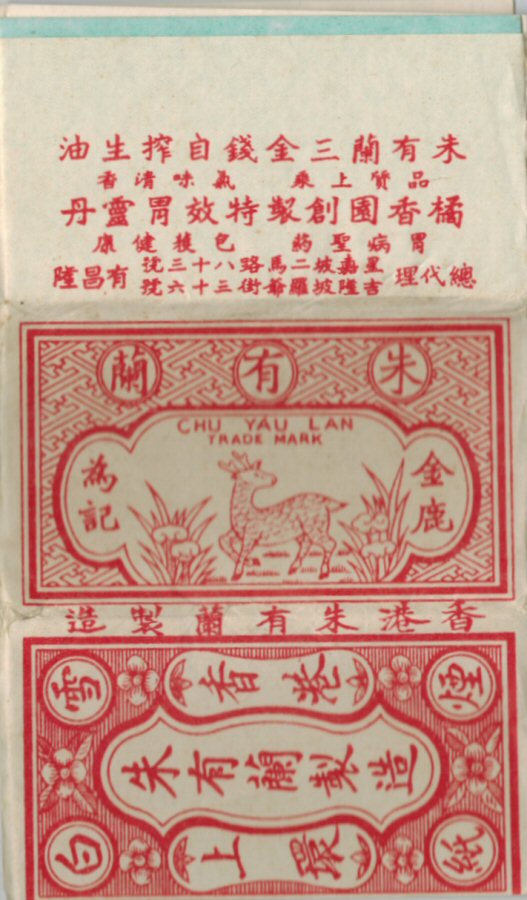 朱有蘭三金錢自搾生油
品質上乘 氣味清香
橘香園創製特效胃靈丹
胃病聖葯 包獲健康
總代理 星嘉坡二馬路八十三號 有昌隆
吉隆坡羅爺街三十六號
朱有蘭
CHU YAU LAN
TRADE MARK
金鹿
為記
香港朱有蘭製造
雪白
煙紙
香港
朱有蘭製造
上環